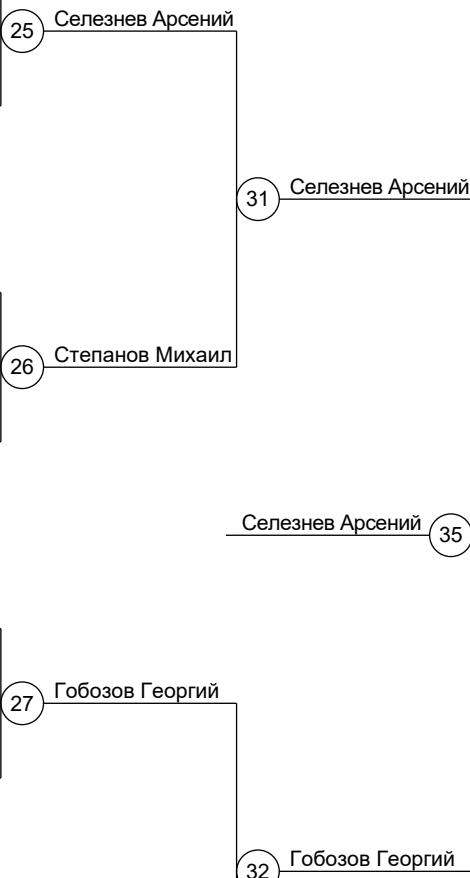 25 Селезнев Арсений
31 Селезнев Арсений
26 Степанов Михаил
Селезнев Арсений 35
27 Гобозов Георгий
32 Гобозов Георгий